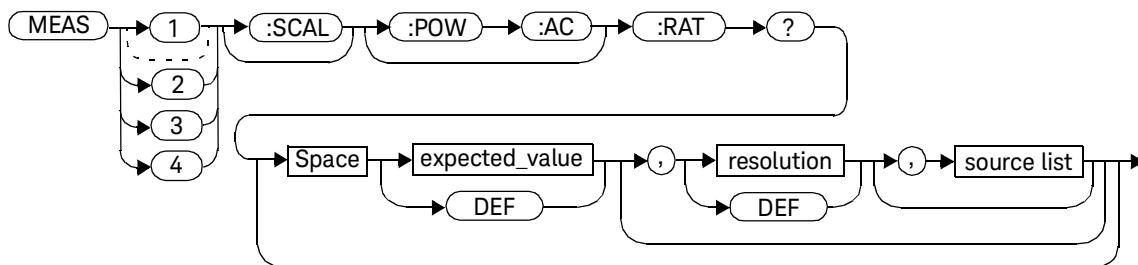 MEAS 1 :SCAL :POW :AC :RAT ?
2
3
4
Space expected_value , resolution , source list
DEF DEF